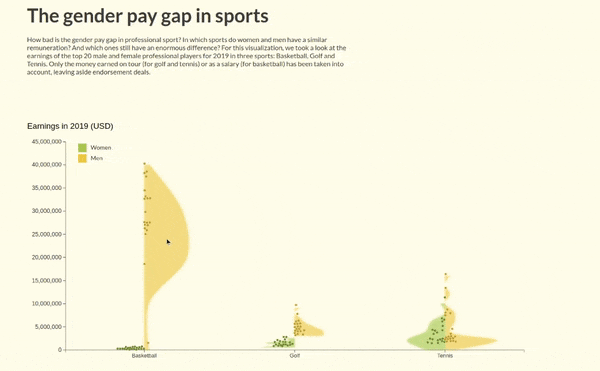 The gender pay gap in sports
How bad is the gender pay gap in professional sport? In which sports do women and men have a similar
remuneration? And which ones still have an enormous difference? For this visualization, we took a look at the
earnings of the top 20 male and female professional players for 2019 in three sports: Basketball, Golf and
Tennis. Only the money earned on tour (for golf and tennis) or as a salary (for basketball) has been taken into
account, leaving aside endorsement deals.
Earnings in 2019 (USD)
45,000,000
Women
Men
40,000,000
35,000,000
30,000,000
25,000,000
20,000,000
15,000,000
10,000,000
5,000,000
0
Basketball Golf Tennis